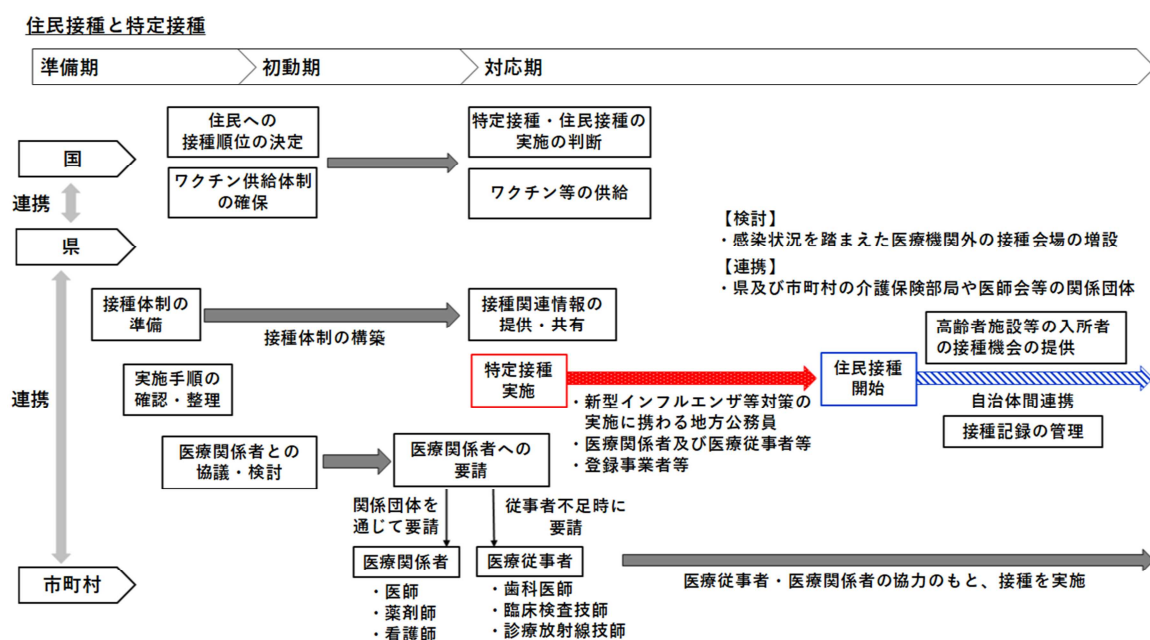 住民接種と特定接種
準備期
初動期
対応期
国
連携
県
連携
市町村
住民への
接種順位の決定
ワクチン供給体制
の確保
特定接種・住民接種の
実施の判断
ワクチン等の供給
【検討】
・感染状況を踏まえた医療機関外の接種会場の増設
【連携】
・県及び市町村の介護保険部局や医師会等の関係団体
接種体制の
準備
接種体制の構築
接種関連情報の
提供・共有
高齢者施設等の入所者
の接種機会の提供
実施手順の
確認・整理
特定接種
実施
・新型インフルエンザ等対策の
実施に携わる地方公務員
・医療関係者及び医療従事者等
・登録事業者等
住民接種
開始
自治体間連携
接種記録の管理
医療関係者との
協議・検討
医療関係者への
要請
関係団体を
通じて要請
従事者不足時に
要請
医療関係者
・医師
・薬剤師
・看護師
医療従事者
・歯科医師
・臨床検査技師
・診療放射線技師
医療従事者・医療関係者の協力のもと、接種を実施